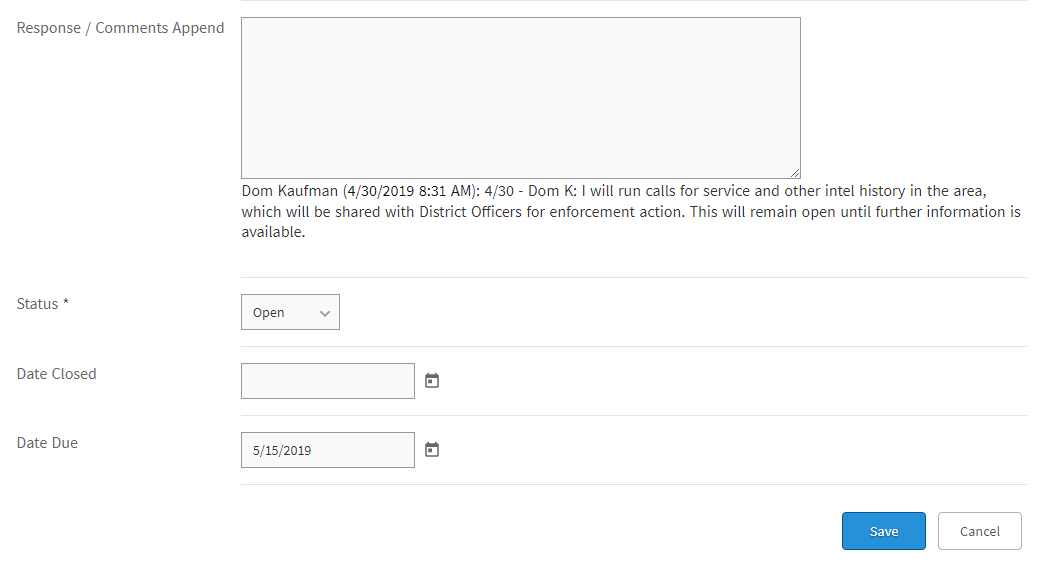 Response / Comments Append
Dom Kaufman (4/30/2019 8:31 AM): 4/30 - Dom K: I will run calls for service and other intel history in the area,
which will be shared with District Officers for enforcement action. This will remain open until further information is
available.
Status *
Open
Date Closed
Date Due
5/15/2019
Save
Cancel